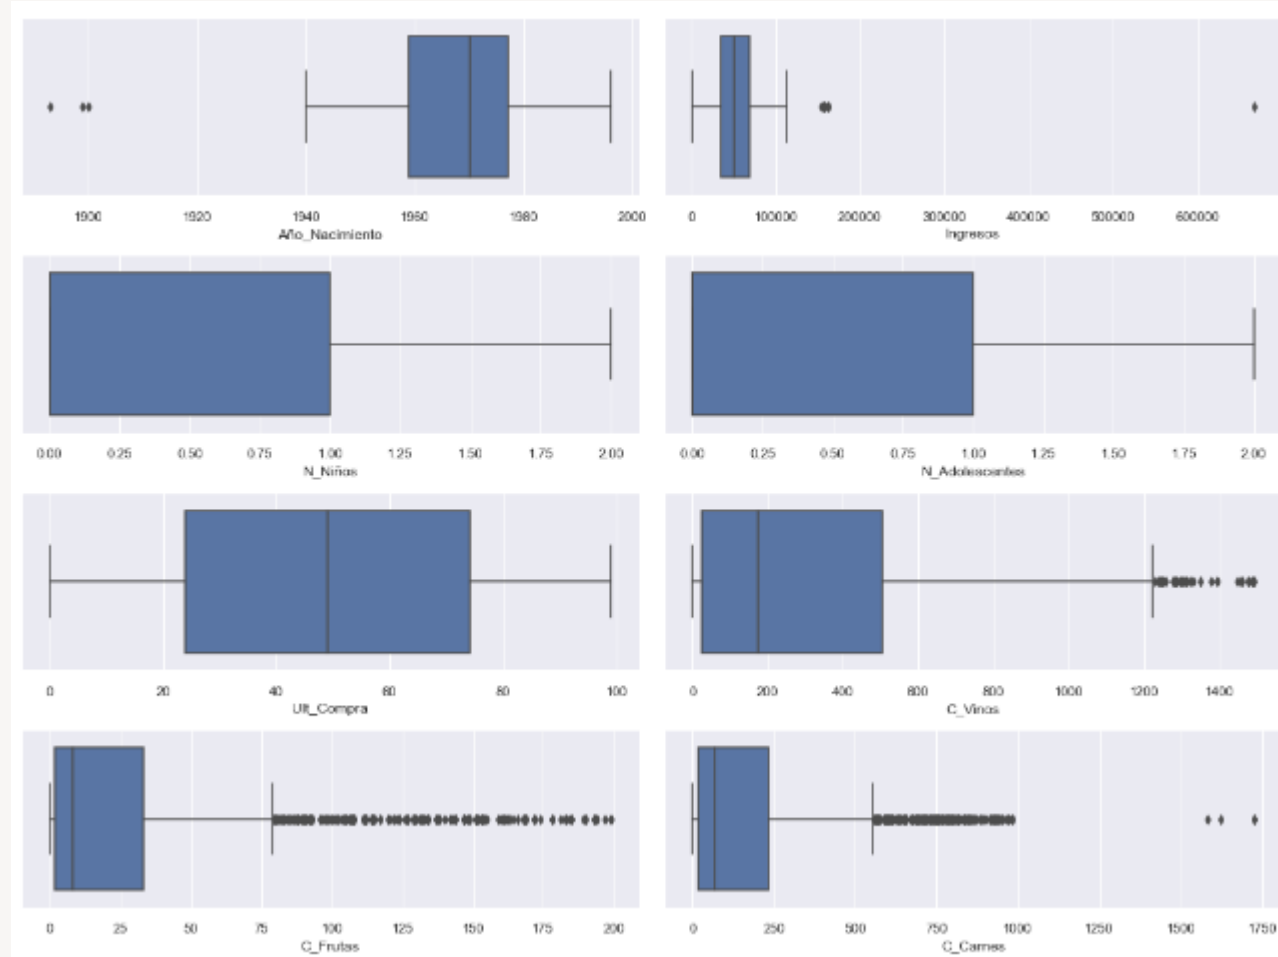 1900 1920 1940 1960 1980 2000
Año_Nacimiento
0 100000 200000 300000 400000 500000 600000
Ingresos
0.00 0.25 0.50 0.75 1.00 1.25 1.50 1.75 2.00
N_Niños
0.00 0.25 0.50 0.75 1.00 1.25 1.50 1.75 2.00
N_Adolescentes
0 20 40 60 80 100
Ult_Compra
0 200 400 600 800 1000 1200 1400
C_Vinos
0 25 50 75 100 125 150 175 200
C_Frutas
0 250 500 750 1000 1250 1500 1750
C_Carnes